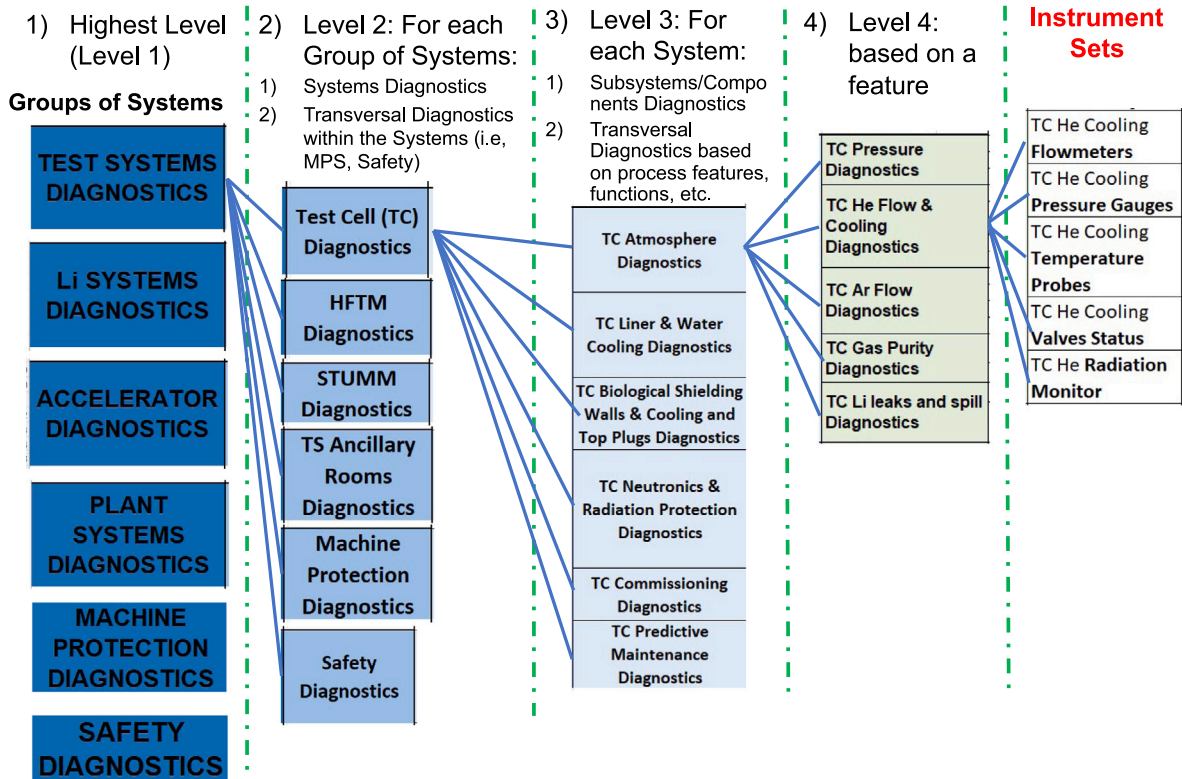 1) Highest Level
(Level 1)
Groups of Systems
TEST SYSTEMS
DIAGNOSTICS
Li SYSTEMS
DIAGNOSTICS
ACCELERATOR
DIAGNOSTICS
PLANT
SYSTEMS
DIAGNOSTICS
MACHINE
PROTECTION
DIAGNOSTICS
SAFETY
DIAGNOSTICS
2) Level 2: For each
Group of Systems:
1) Systems Diagnostics
2) Transversal Diagnostics
within the Systems (i.e,
MPS, Safety)
Test Cell (TC)
Diagnostics
HFTM
Diagnostics
STUMM
Diagnostics
TS Ancillary
Rooms
Diagnostics
Machine
Protection
Diagnostics
Safety
Diagnostics
3) Level 3: For
each System:
1) Subsystems/Compo
nents Diagnostics
2) Transversal
Diagnostics based
on process features,
functions, etc.
TC Atmosphere
Diagnostics
TC Liner & Water
Cooling Diagnostics
TC Biological Shielding
Walls & Cooling and
Top Plugs Diagnostics
TC Neutronics &
Radiation Protection
Diagnostics
TC Commissioning
Diagnostics
TC Predictive
Maintenance
Diagnostics
4) Level 4:
based on a
feature
TC Pressure
Diagnostics
TC He Flow &
Cooling
Diagnostics
TC Ar Flow
Diagnostics
TC Gas Purity
Diagnostics
TC Li leaks and spill
Diagnostics
Instrument
Sets
TC He Cooling
Flowmeters
TC He Cooling
Pressure Gauges
TC He Cooling
Temperature
Probes
TC He Cooling
Valves Status
TC He Radiation
Monitor